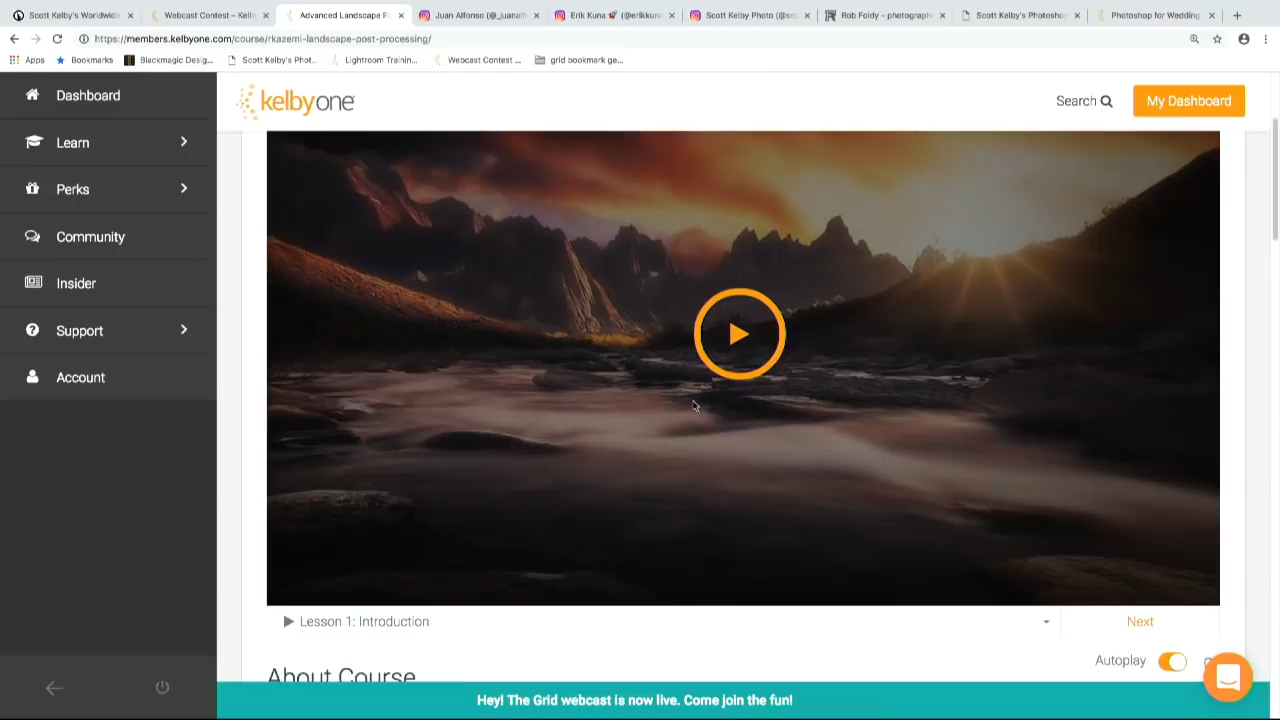 Scott Kelby's Worldwide
Webcast Contest – Kelb
Advanced Landscape P
Juan Alfonso (@_juanalf
Erik Kuna 🚀 (@erikkun
Scott Kelby Photo (@sc
Rob Foldy - photograph
Scott Kelby's Photosho
Photoshop for Wedding
https://members.kelbyone.com/course/rkazemi-landscape-post-processing/
Apps
Bookmarks
Blackmagic Desig...
Scott Kelby's Phot...
Lightroom Trainin...
Webcast Contest ...
grid bookmark ge...
Dashboard
Learn
Perks
Community
Insider
Support
Account
kelbyone
Search
My Dashboard
Lesson 1: Introduction
Next
About Course
Autoplay
Hey! The Grid webcast is now live. Come join the fun!